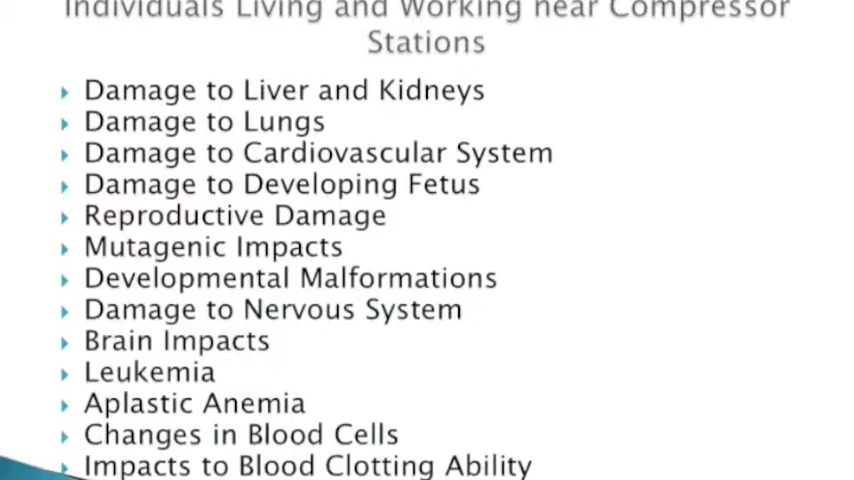 Individuals Living and Working near Compressor
Stations
Damage to Liver and Kidneys
Damage to Lungs
Damage to Cardiovascular System
Damage to Developing Fetus
Reproductive Damage
Mutagenic Impacts
Developmental Malformations
Damage to Nervous System
Brain Impacts
Leukemia
Aplastic Anemia
Changes in Blood Cells
Impacts to Blood Clotting Ability